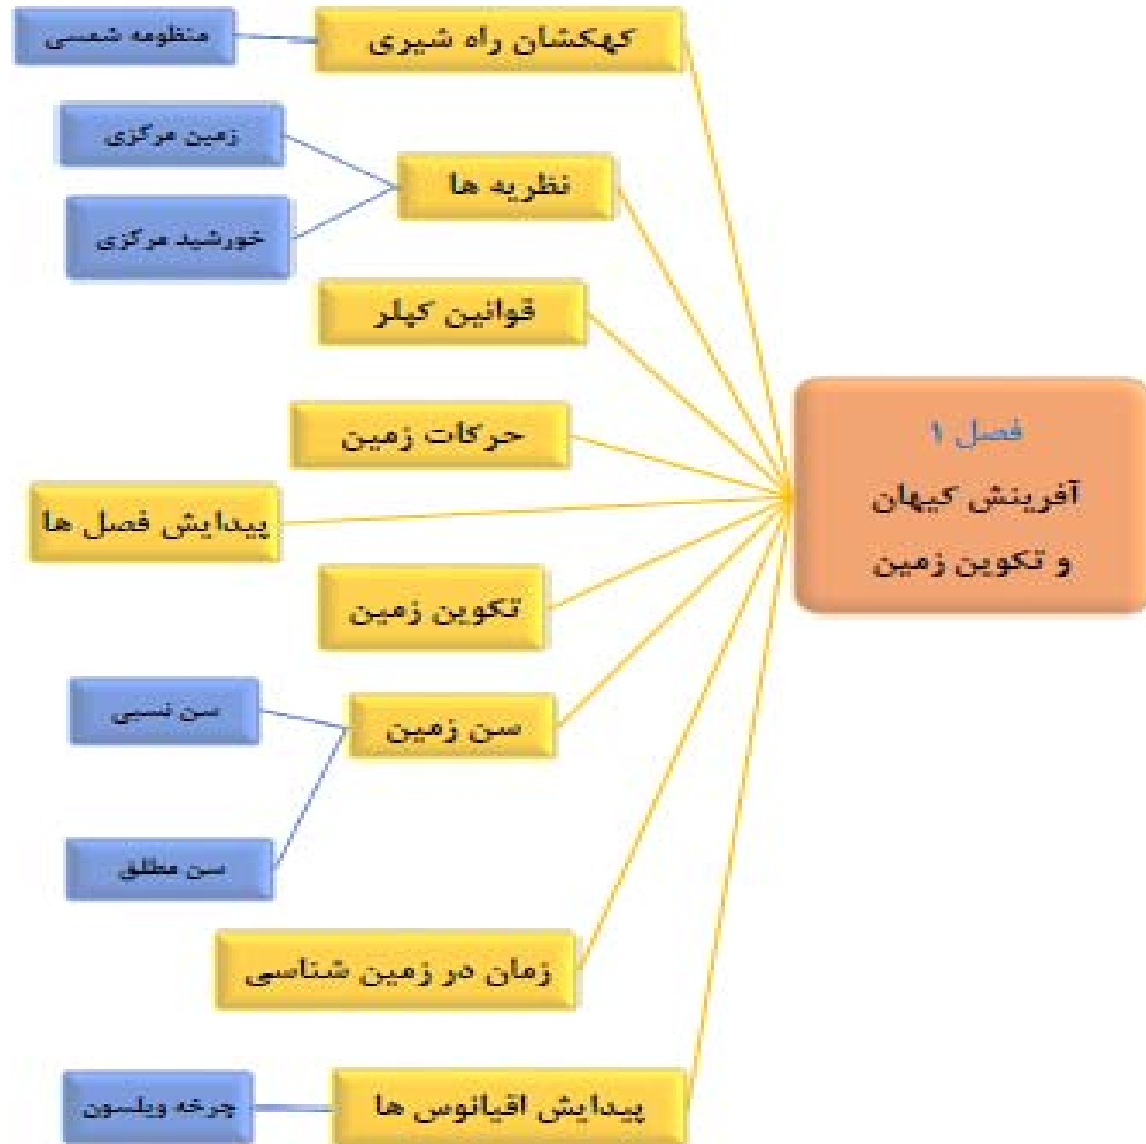 فصل ۱
آفرینش کیهان
و تکوین زمین
کهکشان راه شیری
منظومه شمسی
نظریه ها
زمین مرکزی
خورشید مرکزی
قوانین کپلر
حرکات زمین
پیدایش فصل ها
تکوین زمین
سن زمین
سن نسبی
سن مطلق
زمان در زمین شناسی
پیدایش اقیانوس ها
چرخه ویلسون